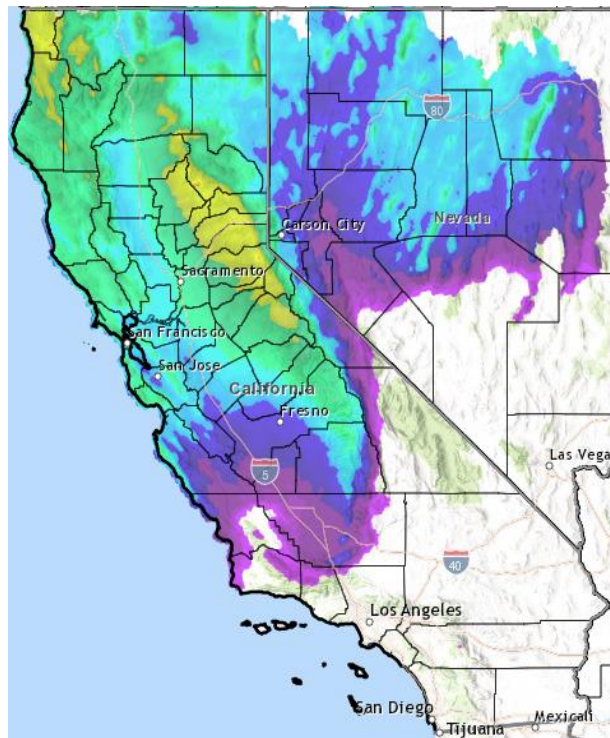 80
Nevada
Carson City
Sacramento
San Francisco
San Jose
California
Fresno
5
Las Vega
40
Los Angeles
San Diego
Mexicali
Tijuana